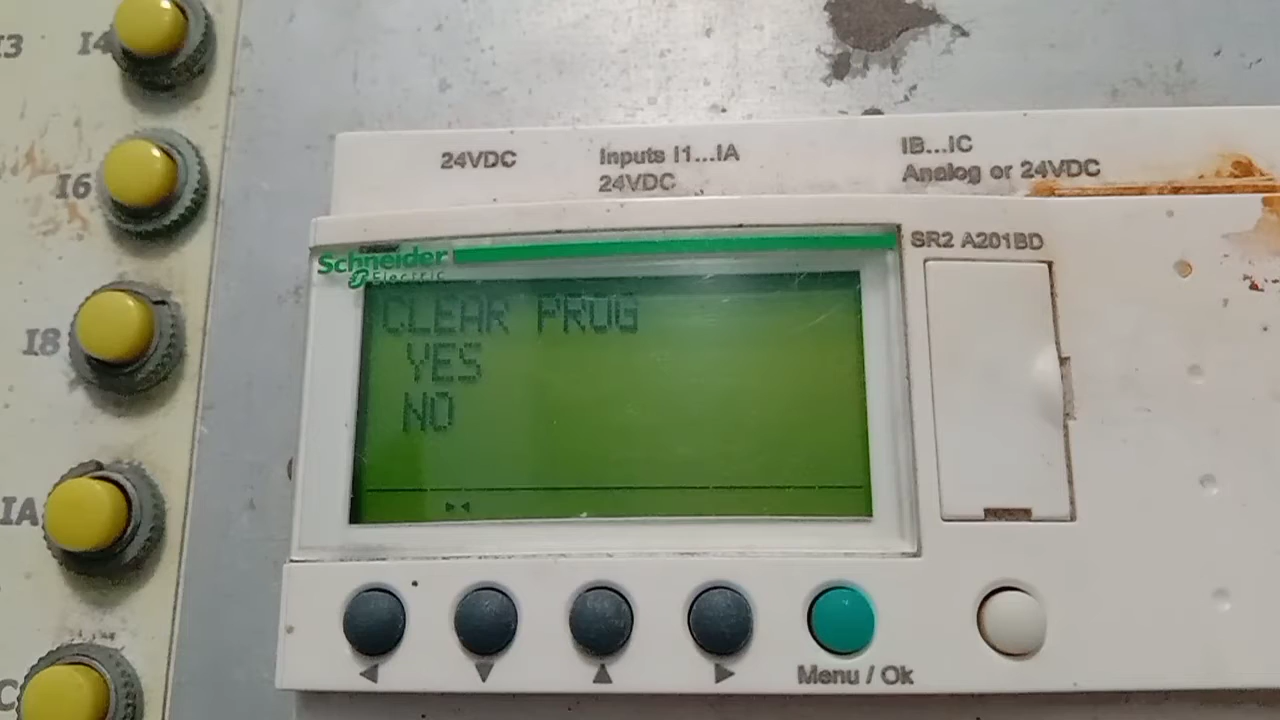 I3
I4
I6
I8
IA
C
24VDC
Inputs I1...IA
24VDC
IB...IC
Analog or 24VDC
SR2 A201BD
Schneider
Electric
CLEAR PROG
YES
NO
Menu / Ok